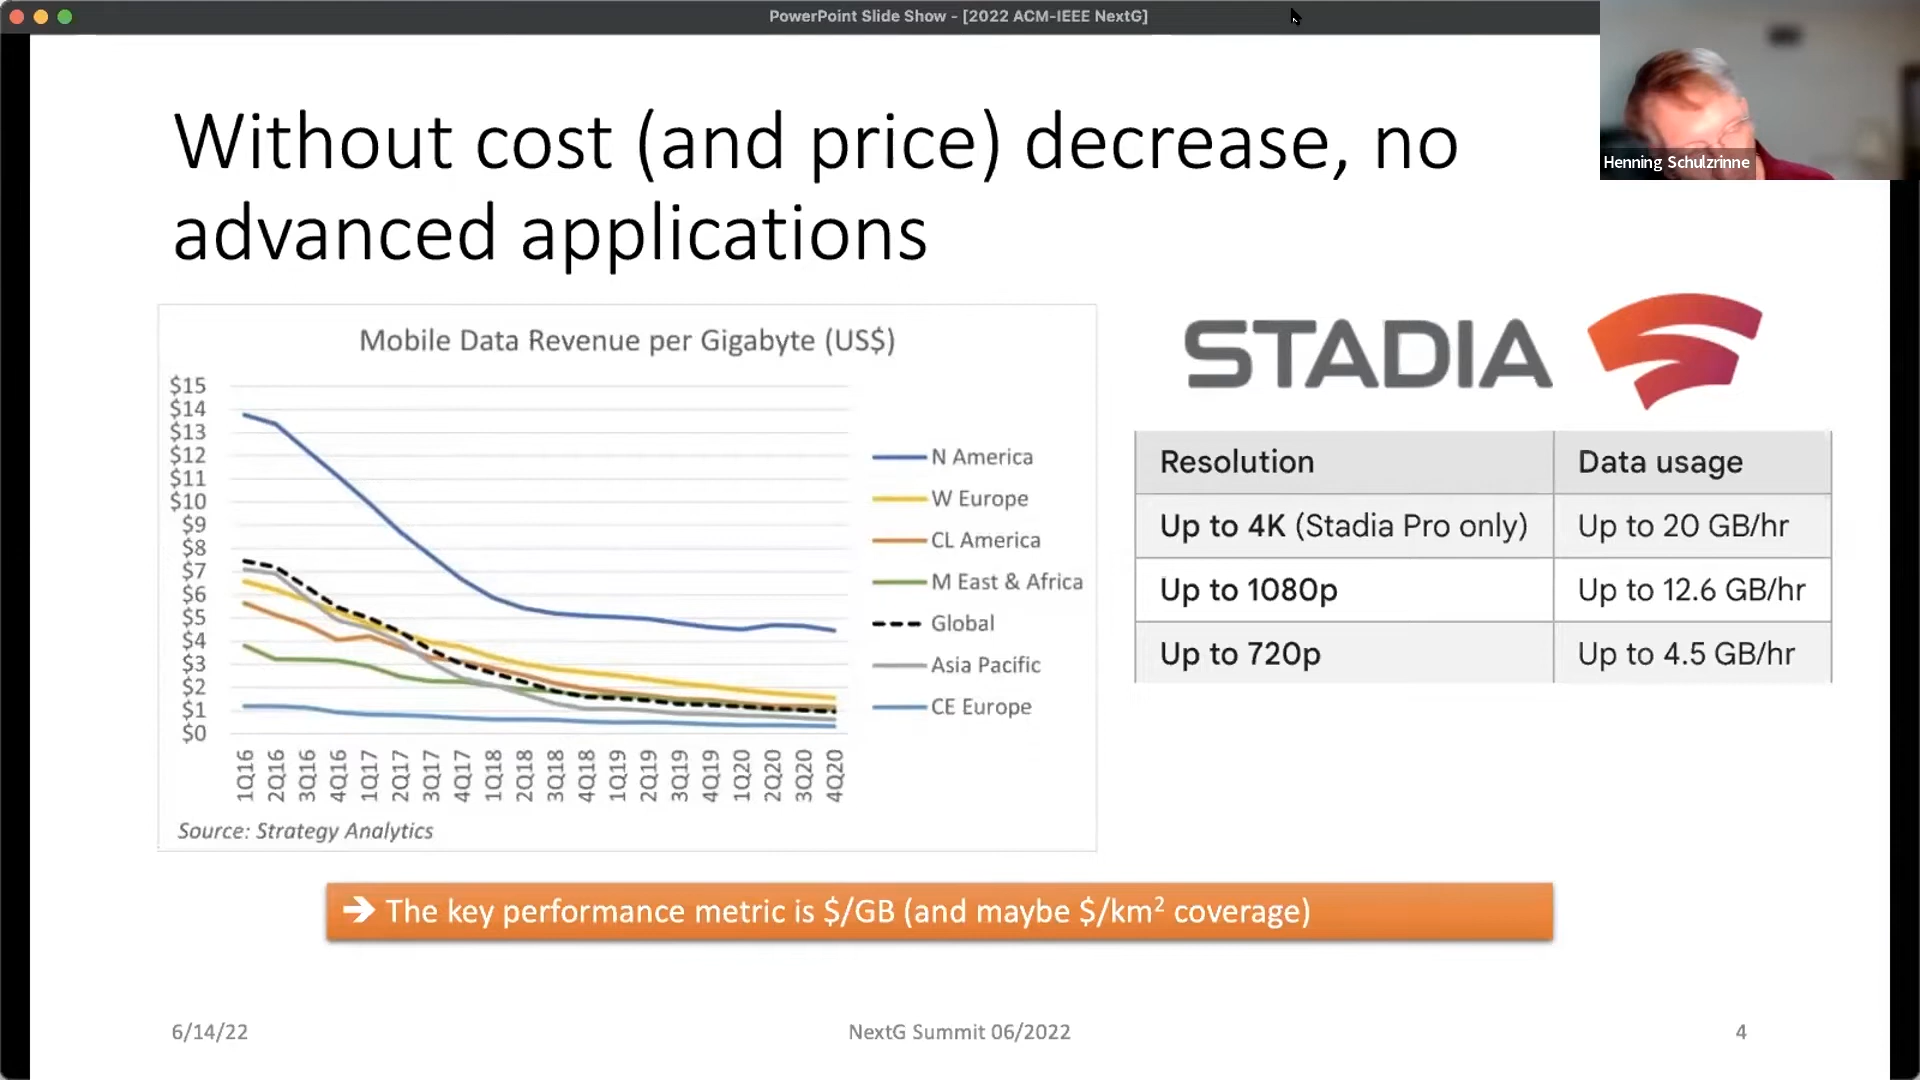 PowerPoint Slide Show - [2022 ACM-IEEE NextG]
Henning Schulzrinne
Without cost (and price) decrease, no
advanced applications
Mobile Data Revenue per Gigabyte (US$)
$15
$14
$13
$12
$11
$10
$9
$8
$7
$6
$5
$4
$3
$2
$1
$0
1Q16 2Q16 3Q16 4Q16 1Q17 2Q17 3Q17 4Q17 1Q18 2Q18 3Q18 4Q18 1Q19 2Q19 3Q19 4Q19 1Q20 2Q20 3Q20 4Q20
N America
W Europe
CL America
M East & Africa
Global
Asia Pacific
CE Europe
Source: Strategy Analytics
STADIA
Resolution Data usage
Up to 4K (Stadia Pro only) Up to 20 GB/hr
Up to 1080p Up to 12.6 GB/hr
Up to 720p Up to 4.5 GB/hr
➔ The key performance metric is $/GB (and maybe $/km² coverage)
6/14/22 NextG Summit 06/2022 4